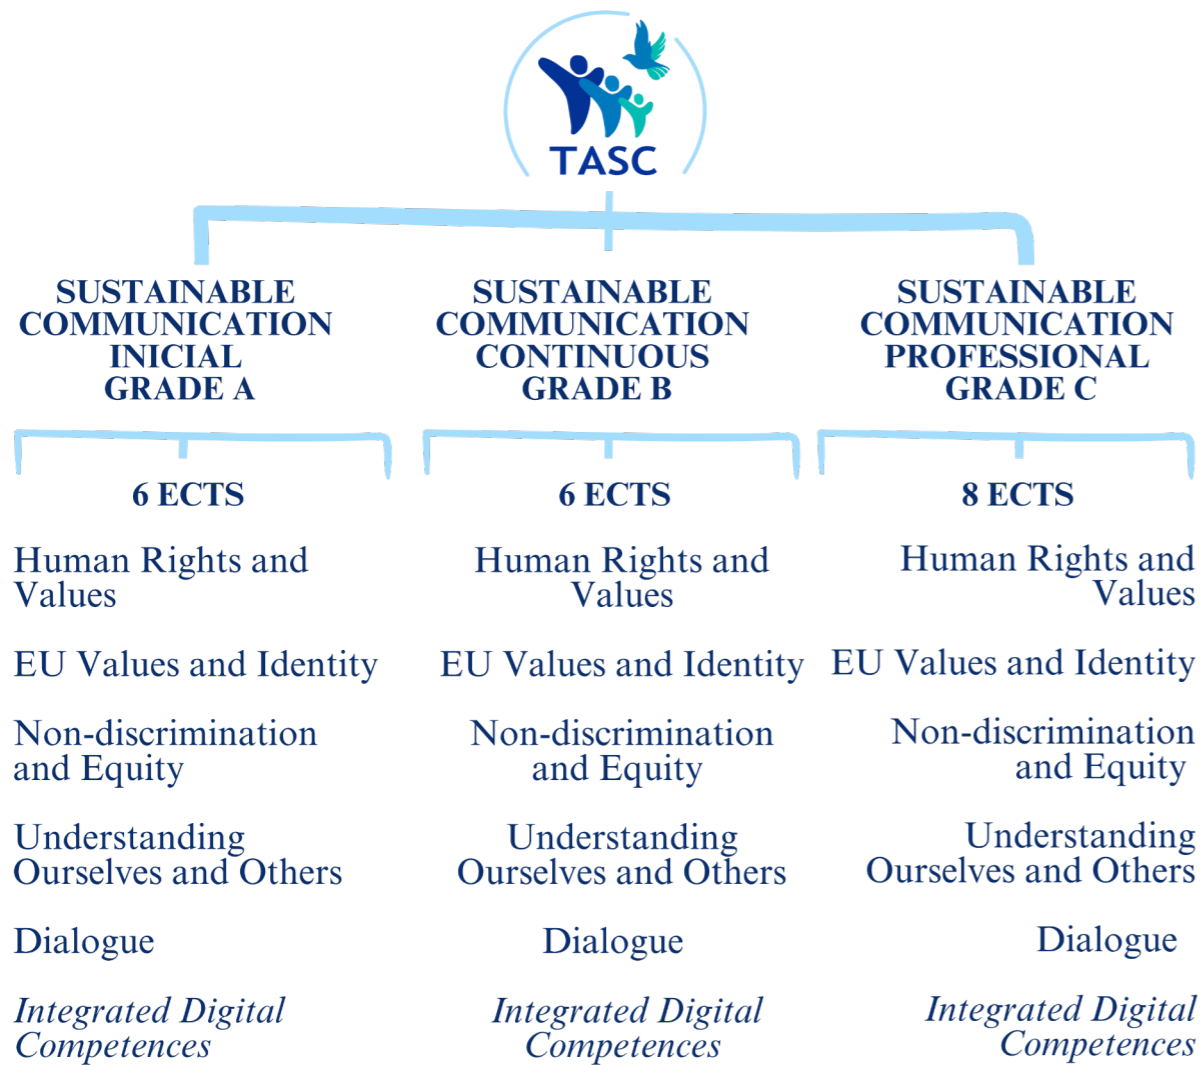 TASC
SUSTAINABLE
COMMUNICATION
INICIAL
GRADE A
6 ECTS
Human Rights and
Values
EU Values and Identity
Non-discrimination
and Equity
Understanding
Ourselves and Others
Dialogue
Integrated Digital
Competences
SUSTAINABLE
COMMUNICATION
CONTINUOUS
GRADE B
6 ECTS
Human Rights and
Values
EU Values and Identity
Non-discrimination
and Equity
Understanding
Ourselves and Others
Dialogue
Integrated Digital
Competences
SUSTAINABLE
COMMUNICATION
PROFESSIONAL
GRADE C
8 ECTS
Human Rights and
Values
EU Values and Identity
Non-discrimination
and Equity
Understanding
Ourselves and Others
Dialogue
Integrated Digital
Competences